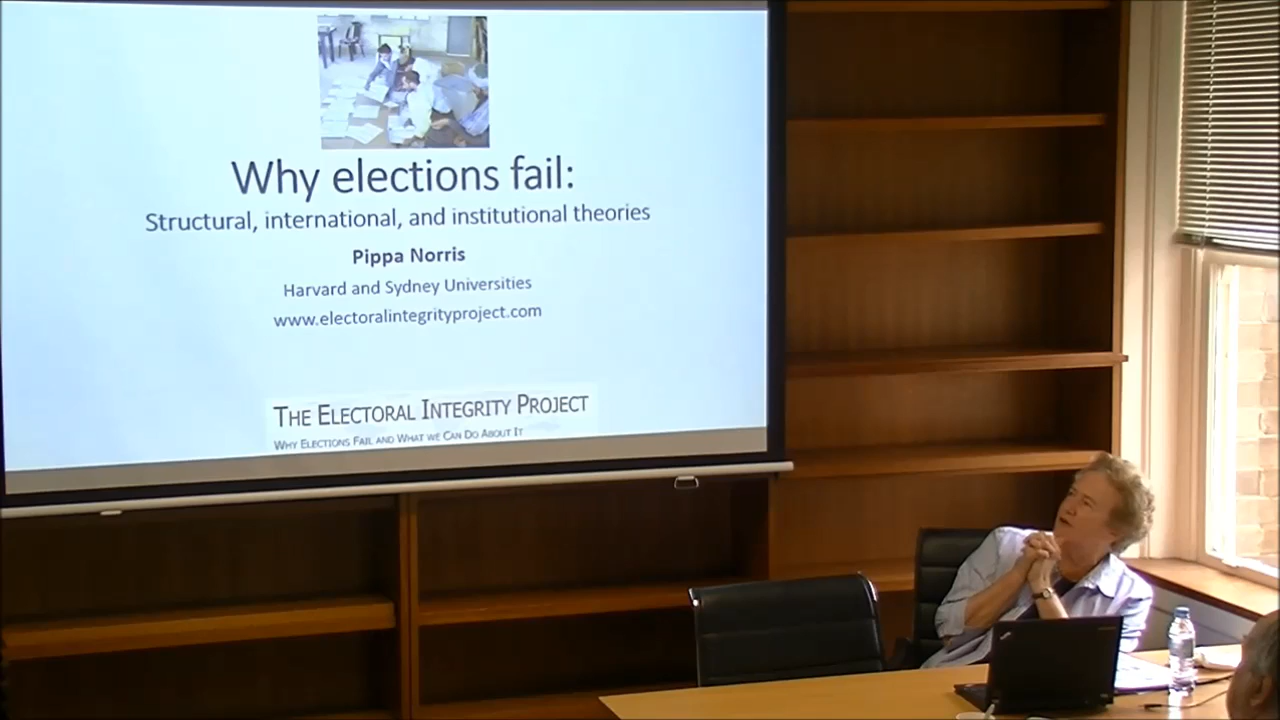 Why elections fail:
Structural, international, and institutional theories
Pippa Norris
Harvard and Sydney Universities
www.electoralintegrityproject.com
THE ELECTORAL INTEGRITY PROJECT
WHY ELECTIONS FAIL AND WHAT WE CAN DO ABOUT IT